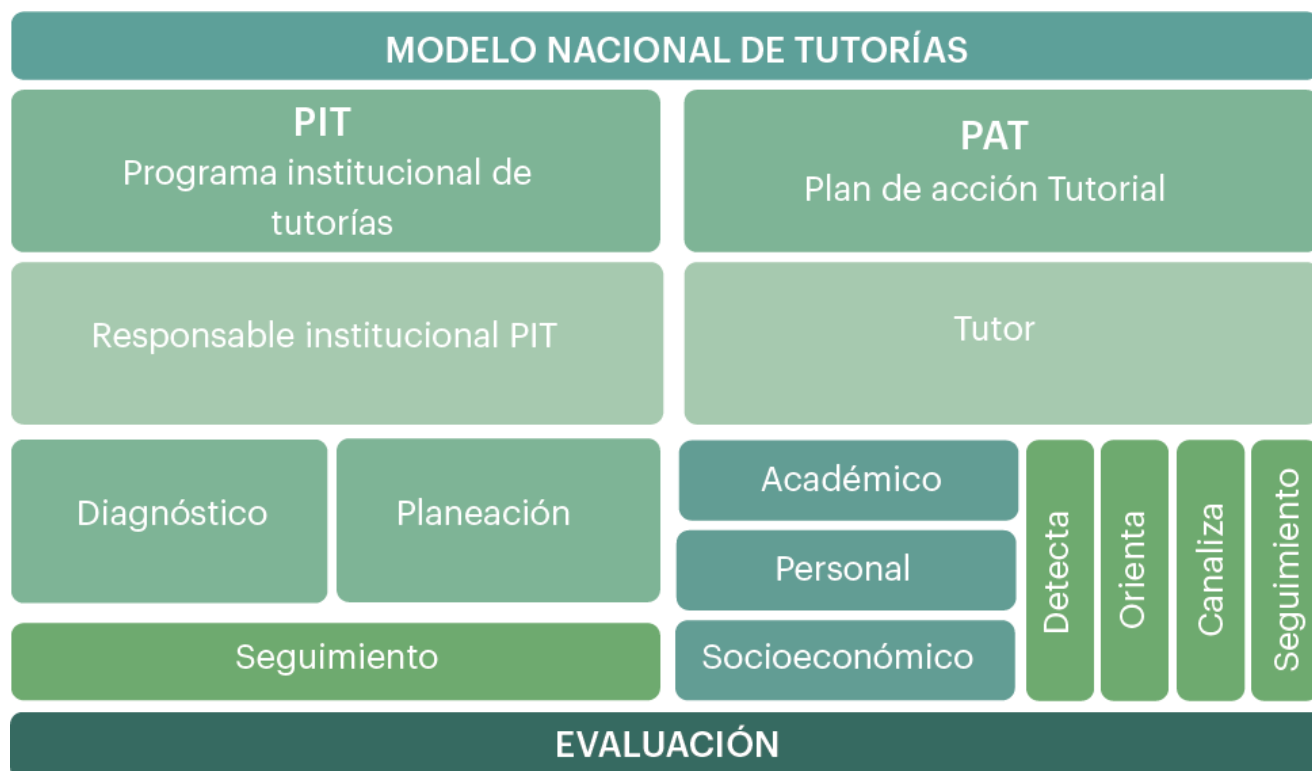 MODELO NACIONAL DE TUTORÍAS
PIT
Programa institucional de
tutorías
PAT
Plan de acción Tutorial
Responsable institucional PIT
Tutor
Diagnóstico
Planeación
Seguimiento
Académico
Personal
Socioeconómico
Detecta
Orienta
Canaliza
Seguimiento
EVALUACIÓN